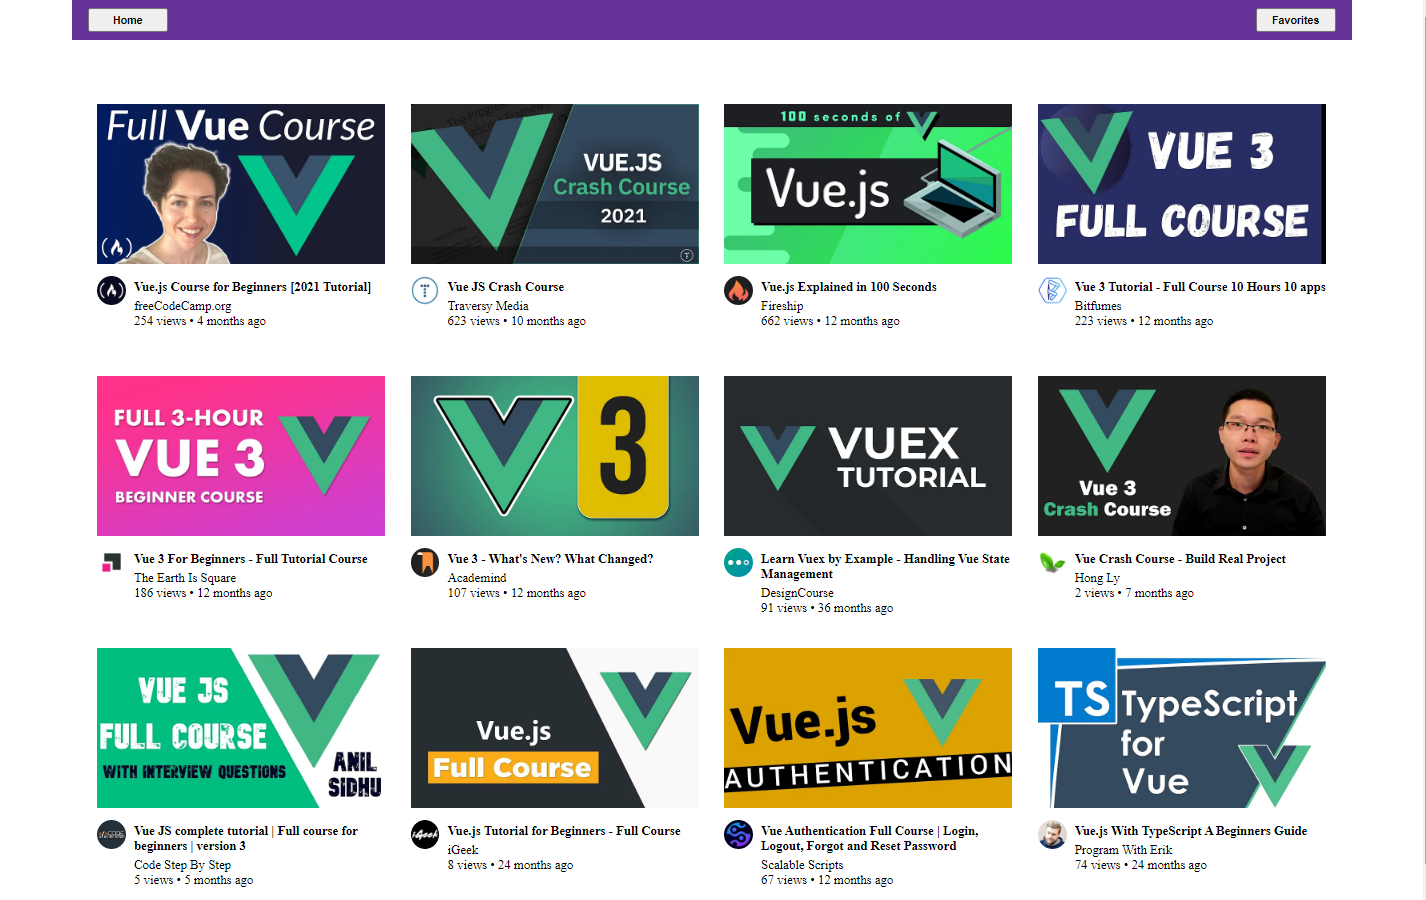 Home
Favorites
Full Vue Course
VUE.JS
Crash Course
2021
T
100 seconds of
Vue.js
VUE 3
FULL COURSE
Vue.js Course for Beginners [2021 Tutorial]
freeCodeCamp.org
254 views • 4 months ago
Vue JS Crash Course
Traversy Media
623 views • 10 months ago
Vue.js Explained in 100 Seconds
Fireship
662 views • 12 months ago
Vue 3 Tutorial - Full Course 10 Hours 10 apps
Bitfumes
223 views • 12 months ago
FULL 3-HOUR
VUE 3
BEGINNER COURSE
3
VUEX
TUTORIAL
Vue 3
Crash Course
Vue 3 For Beginners - Full Tutorial Course
The Earth Is Square
186 views • 12 months ago
Vue 3 - What's New? What Changed?
Academind
107 views • 12 months ago
Learn Vuex by Example - Handling Vue State
Management
DesignCourse
91 views • 36 months ago
Vue Crash Course - Build Real Project
Hong Ly
2 views • 7 months ago
VUE JS
FULL COURSE
WITH INTERVIEW QUESTIONS
ANIL
SIDHU
Vue.js
Full Course
Vue.js
AUTHENTICATION
TS TypeScript
for
Vue
Vue JS complete tutorial | Full course for
beginners | version 3
Code Step By Step
5 views • 5 months ago
iGeek
Vue.js Tutorial for Beginners - Full Course
iGeek
8 views • 24 months ago
Vue Authentication Full Course | Login,
Logout, Forgot and Reset Password
Scalable Scripts
67 views • 12 months ago
Vue.js With TypeScript A Beginners Guide
Program With Erik
74 views • 24 months ago